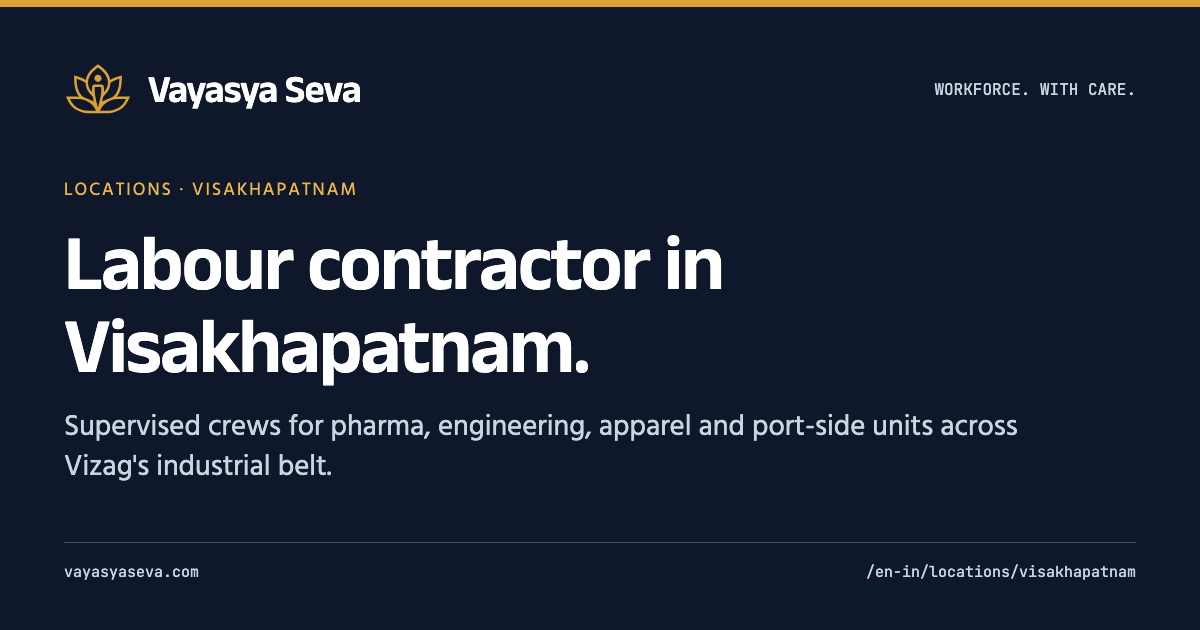 Vayasya Seva
WORKFORCE. WITH CARE.
LOCATIONS · VISAKHAPATNAM
Labour contractor in
Visakhapatnam.
Supervised crews for pharma, engineering, apparel and port-side units across
Vizag's industrial belt.
vayasyaseva.com
/en-in/locations/visakhapatnam